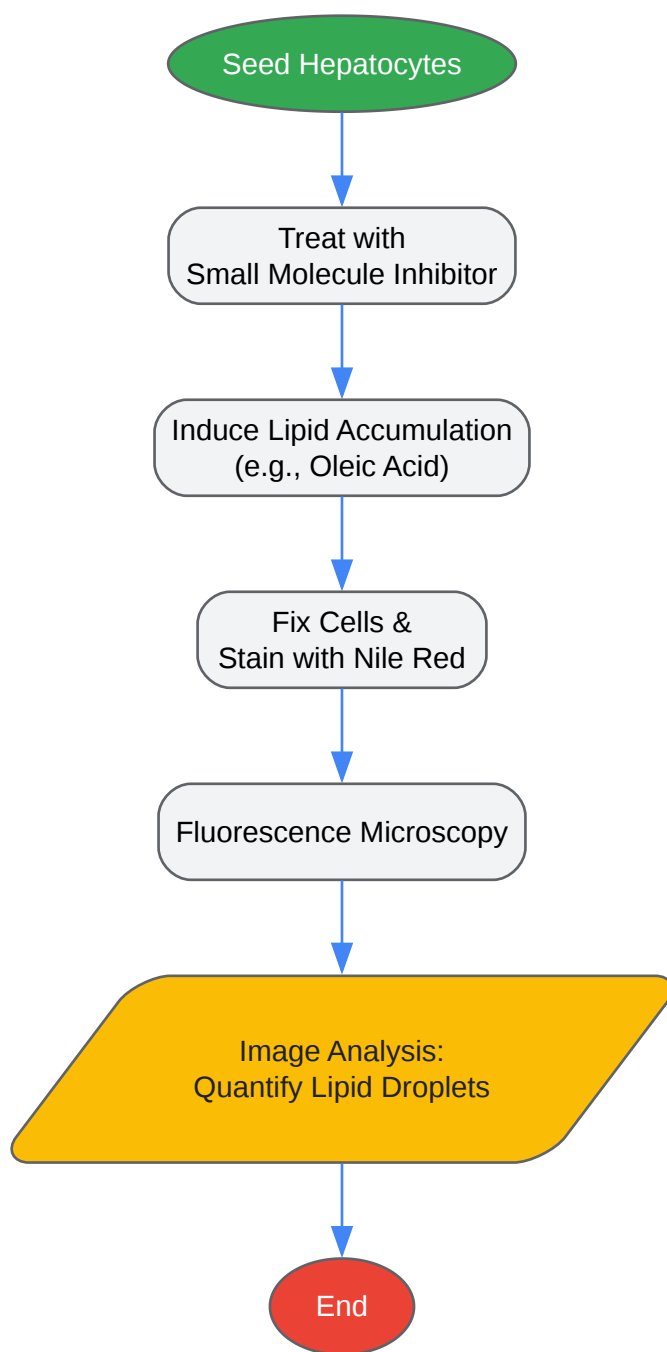 Seed Hepatocytes
Treat with
Small Molecule Inhibitor
Induce Lipid Accumulation
(e.g., Oleic Acid)
Fix Cells &
Stain with Nile Red
Fluorescence Microscopy
Image Analysis:
Quantify Lipid Droplets
End